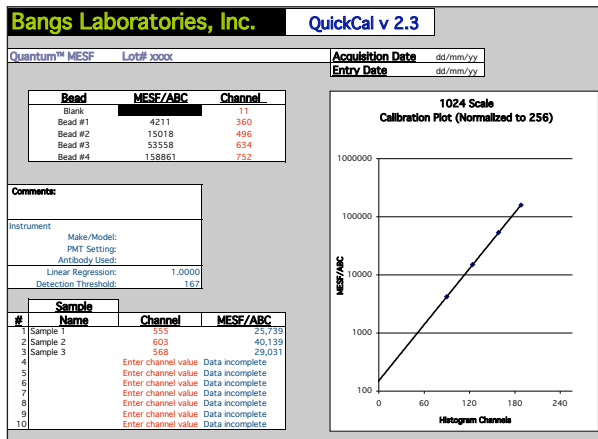 Bangs Laboratories, Inc. QuickCal v 2.3
Quantum™ MESF Lot# xxxx
Acquisition Date dd/mm/yy
Entry Date dd/mm/yy
Bead MESF/ABC Channel
Blank 11
Bead #1 4211 360
Bead #2 15018 496
Bead #3 53558 634
Bead #4 158861 752
Comments:
Instrument
Make/Model:
PMT Setting:
Antibody Used:
Linear Regression: 1.0000
Detection Threshold: 167
Sample
# Name Channel MESF/ABC
1 Sample 1 555 25,739
2 Sample 2 603 40,139
3 Sample 3 568 29,031
4 Enter channel value Data incomplete
5 Enter channel value Data incomplete
6 Enter channel value Data incomplete
7 Enter channel value Data incomplete
8 Enter channel value Data incomplete
9 Enter channel value Data incomplete
10 Enter channel value Data incomplete
1024 Scale
Calibration Plot (Normalized to 256)
1000000
100000
10000
1000
100
MESF/ABC
0 60 120 180 240
Histogram Channels